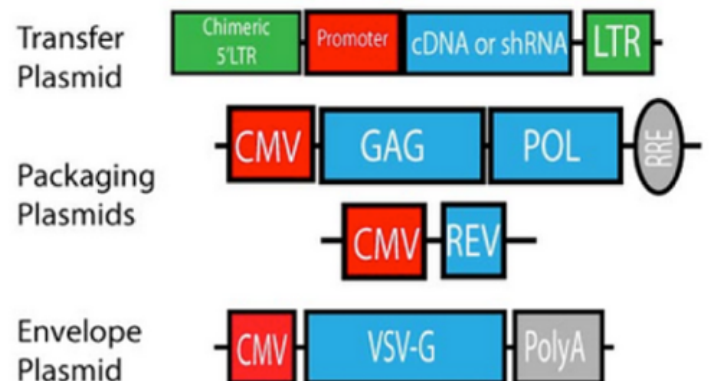 Transfer Plasmid
Chimeric 5'LTR
Promoter
cDNA or shRNA
LTR
Packaging Plasmids
CMV
GAG
POL
RRE
CMV
REV
Envelope Plasmid
CMV
VSV-G
PolyA